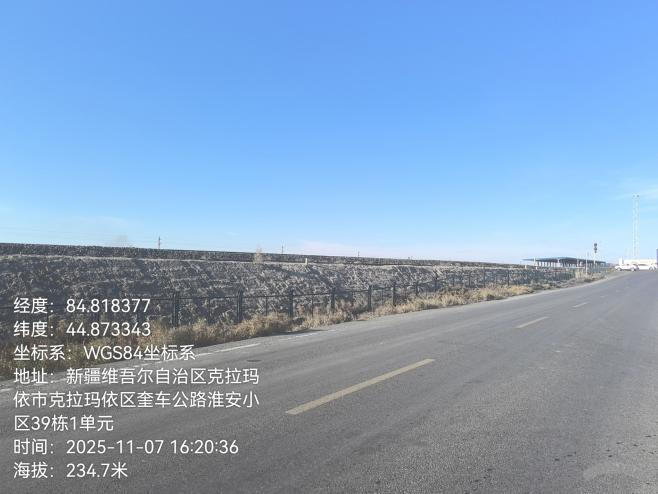 经度：84.818377
纬度：44.873343
坐标系：WGS84坐标系
地址：新疆维吾尔自治区克拉玛
依市克拉玛依区奎车公路淮安小
区39栋1单元
时间：2025-11-07 16:20:36
海拔：234.7米